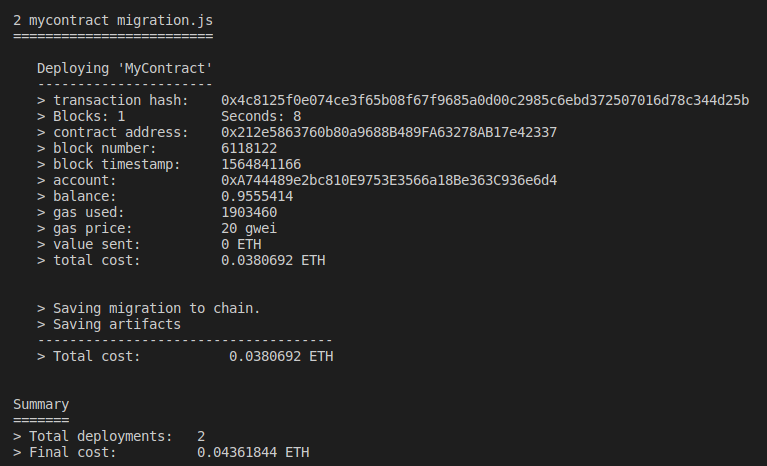 2 mycontract migration.js
=========================
Deploying 'MyContract'
----------------------
> transaction hash: 0x4c8125f0e074ce3f65b08f67f9685a0d00c2985c6ebd372507016d78c344d25b
> Blocks: 1 Seconds: 8
> contract address: 0x212e5863760b80a9688B489FA63278AB17e42337
> block number: 6118122
> block timestamp: 1564841166
> account: 0xA744489e2bc810E9753E3566a18Be363C936e6d4
> balance: 0.9555414
> gas used: 1903460
> gas price: 20 gwei
> value sent: 0 ETH
> total cost: 0.0380692 ETH
> Saving migration to chain.
> Saving artifacts
-------------------------------------
> Total cost: 0.0380692 ETH
Summary
=======
> Total deployments: 2
> Final cost: 0.04361844 ETH